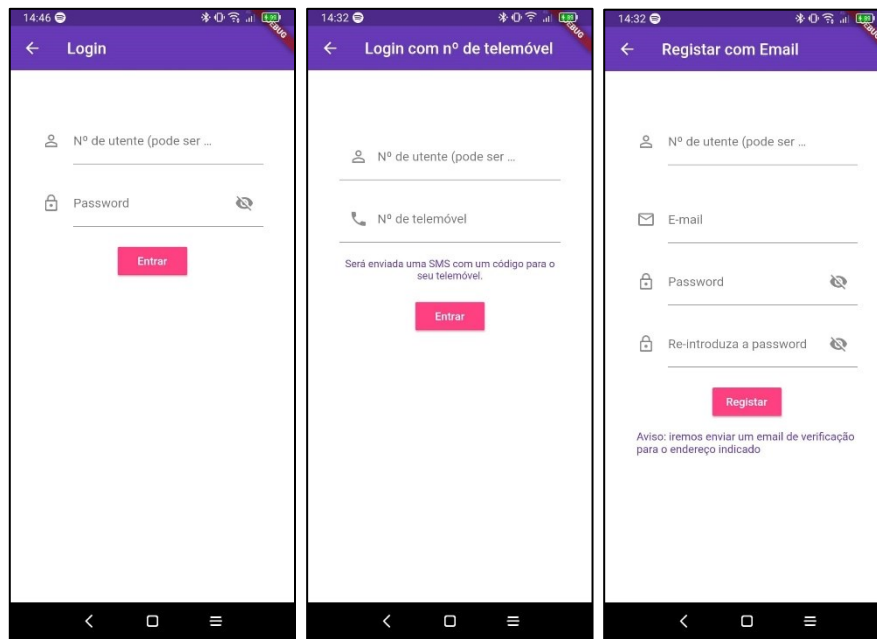 14:46
DEBUG
Login
Nº de utente (pode ser ...
Password
Entrar
14:32
DEBUG
Login com nº de telemóvel
Nº de utente (pode ser ...
Nº de telemóvel
Será enviada uma SMS com um código para o
seu telemóvel.
Entrar
14:32
DEBUG
Registar com Email
Nº de utente (pode ser ...
E-mail
Password
Re-introduza a password
Registar
Aviso: iremos enviar um email de verificação
para o endereço indicado